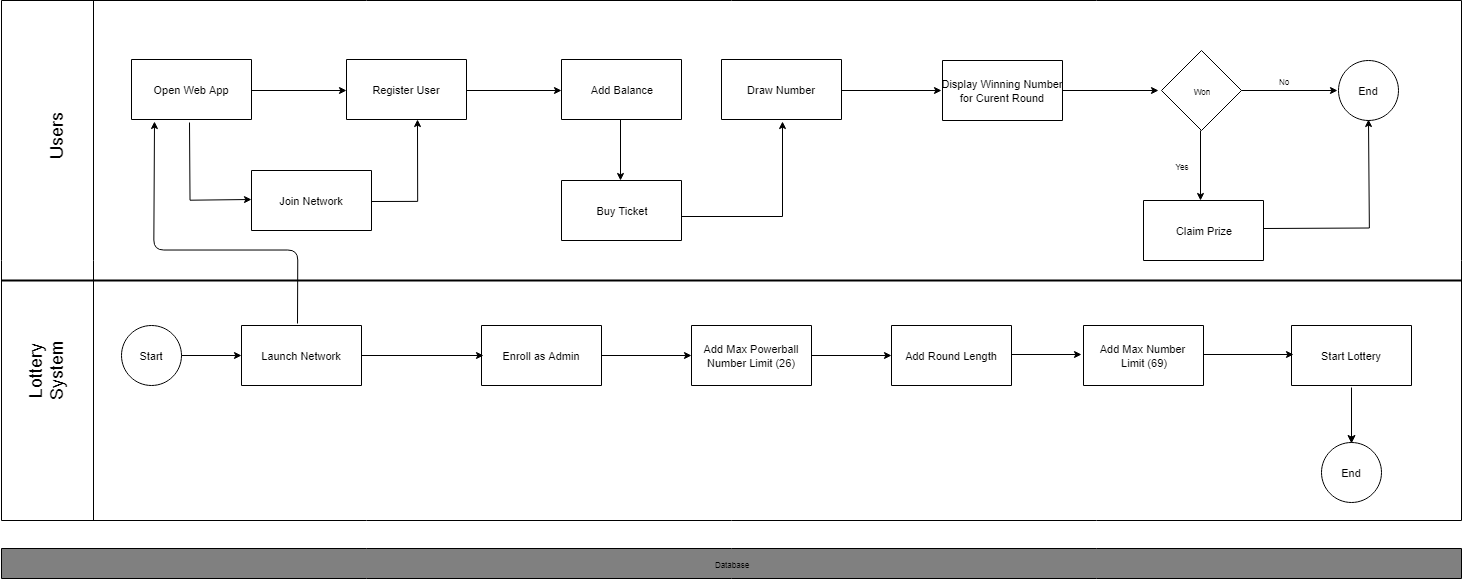 Users
Open Web App
Register User
Add Balance
Draw Number
Display Winning Number
for Curent Round
Won
No
End
Yes
Join Network
Buy Ticket
Claim Prize
Lottery
System
Start
Launch Network
Enroll as Admin
Add Max Powerball
Number Limit (26)
Add Round Length
Add Max Number
Limit (69)
Start Lottery
End
Database